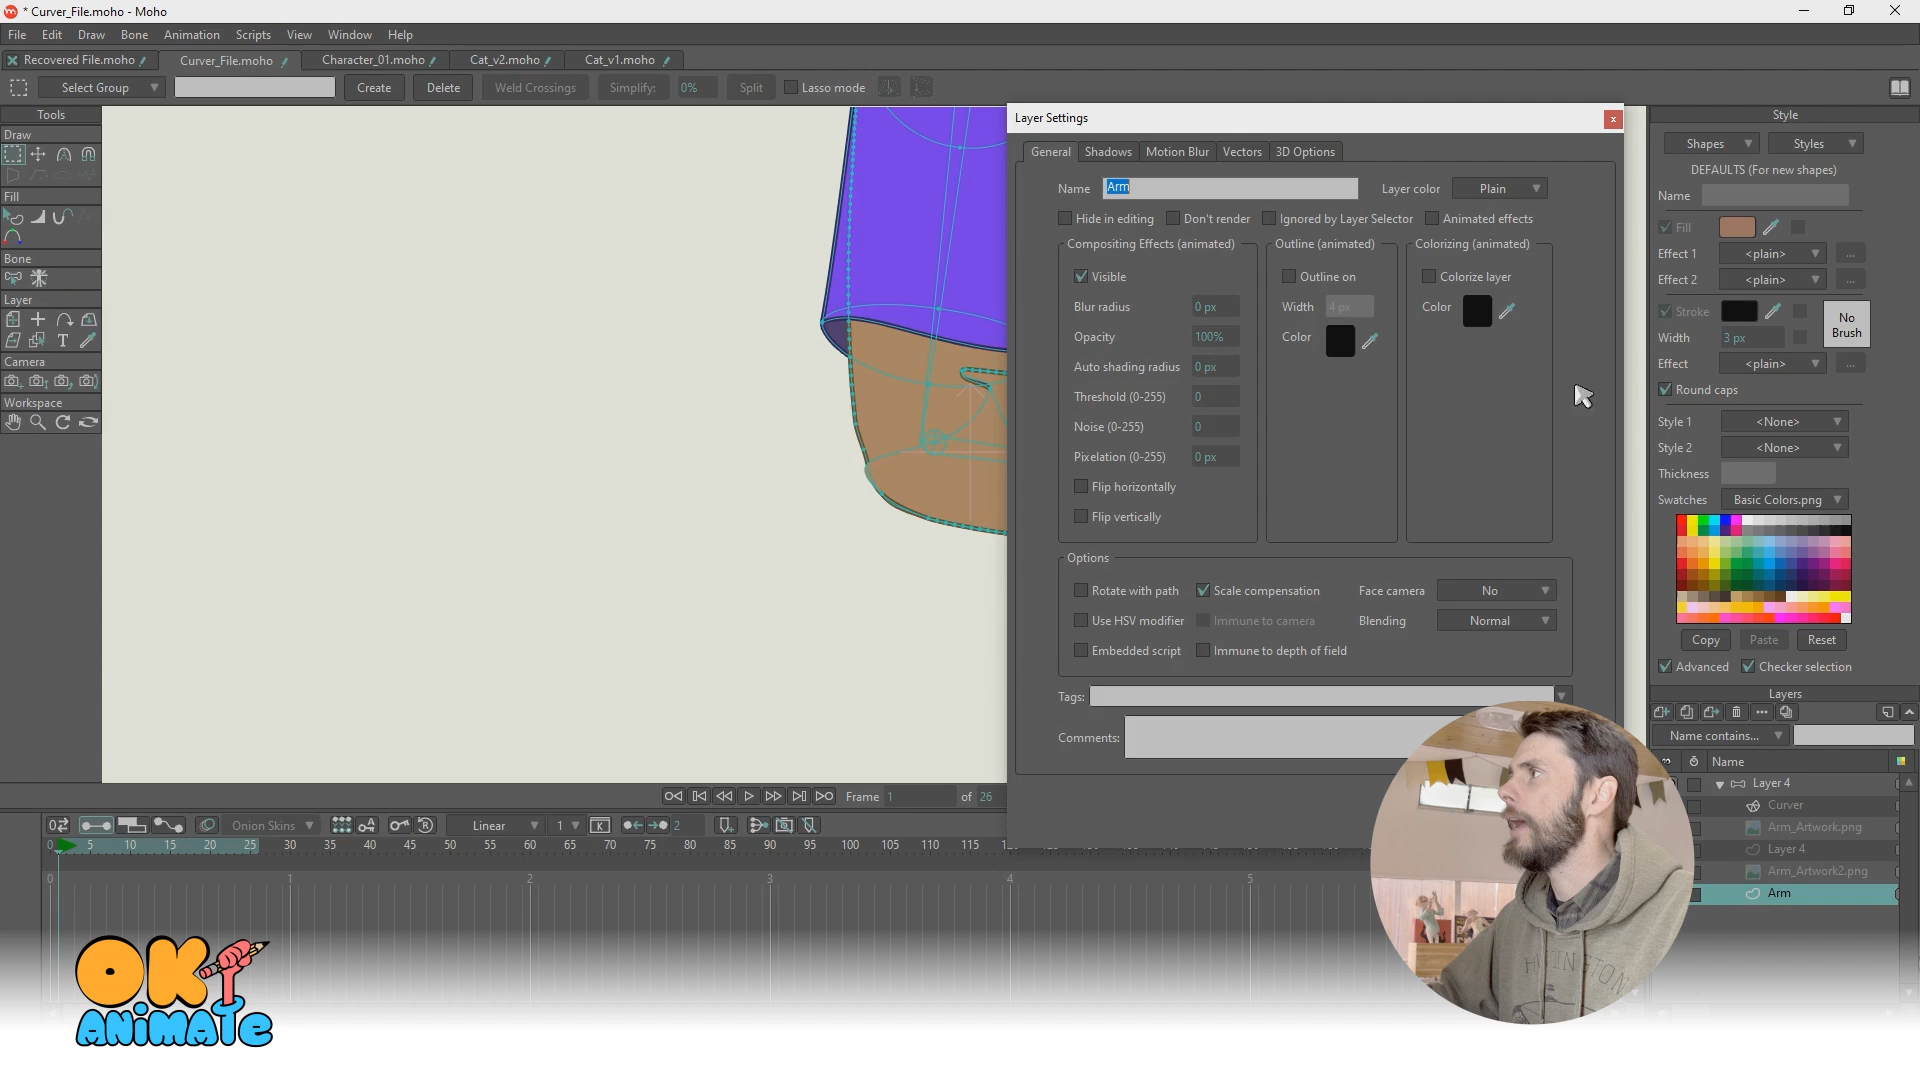 * Curver_File.moho - Moho
File Edit Draw Bone Animation Scripts View Window Help
Recovered File.moho Curver_File.moho Character_01.moho Cat_v2.moho Cat_v1.moho
Select Group Create Delete Weld Crossings Simplify: 0% Split Lasso mode
Tools
Draw
Fill
Bone
Layer
T
Camera
Workspace
Layer Settings
General Shadows Motion Blur Vectors 3D Options
Name Arm Layer color Plain
Hide in editing Don't render Ignored by Layer Selector Animated effects
Compositing Effects (animated) Outline (animated) Colorizing (animated)
Visible Outline on Colorize layer
Blur radius 0 px Width 4 px Color
Opacity 100% Color
Auto shading radius 0 px
Threshold (0-255) 0
Noise (0-255) 0
Pixelation (0-255) 0 px
Flip horizontally
Flip vertically
Options
Rotate with path Scale compensation Face camera No
Use HSV modifier Immune to camera Blending Normal
Embedded script Immune to depth of field
Tags:
Comments:
Style
Shapes Styles
DEFAULTS (For new shapes)
Name
Fill
Effect 1 <plain> ...
Effect 2 <plain> ...
Stroke No Brush
Width 3 px
Effect <plain> ...
Round caps
Style 1 <None>
Style 2 <None>
Thickness
Swatches Basic Colors.png
Copy Paste Reset
Advanced Checker selection
Layers
Name contains...
Name
Layer 4
Curver
Arm_Artwork.png
Layer 4
Arm_Artwork2.png
Arm
Frame 1 of 26
Onion Skins Linear 1 K 2
0 5 10 15 20 25 30 35 40 45 50 55 60 65 70 75 80 85 90 95 100 105 110 115
0 1 2 3 4 5
OK
ANIMATE